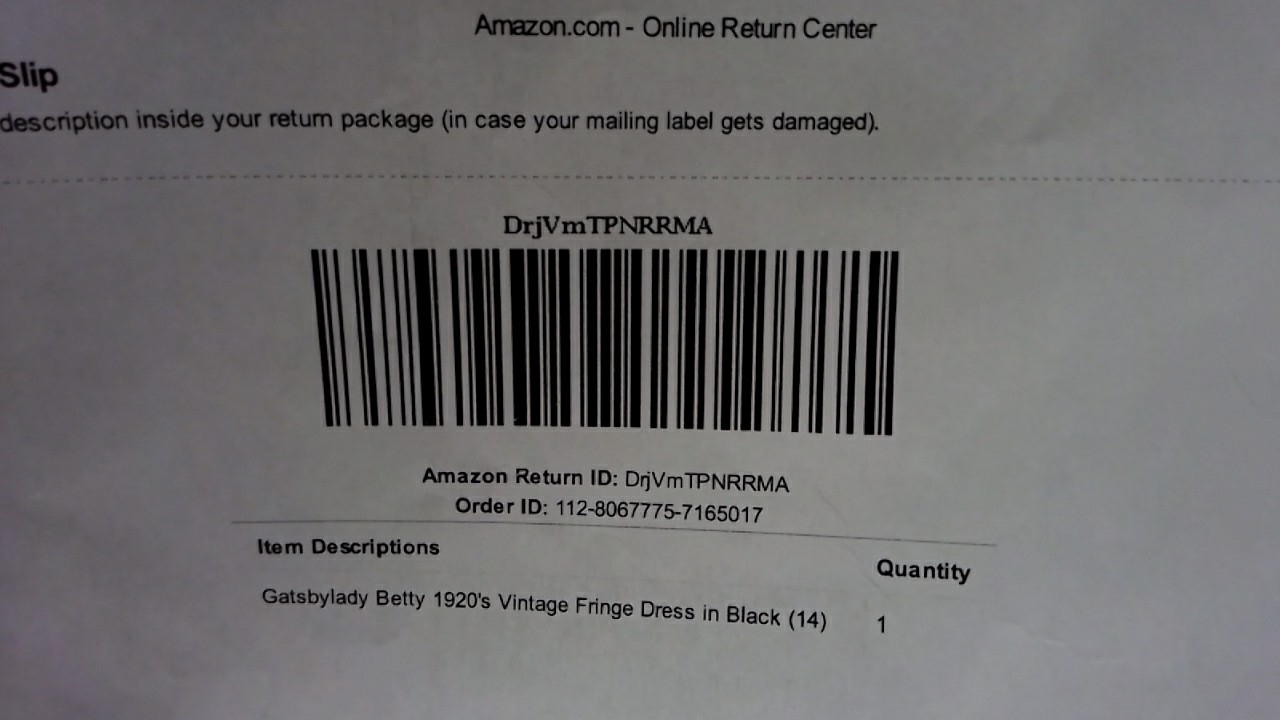 Amazon.com - Online Return Center
Slip
description inside your return package (in case your mailing label gets damaged).
DrjVmTPNRRMA
Amazon Return ID: DrjVmTPNRRMA
Order ID: 112-8067775-7165017
Item Descriptions Quantity
Gatsbylady Betty 1920's Vintage Fringe Dress in Black (14) 1